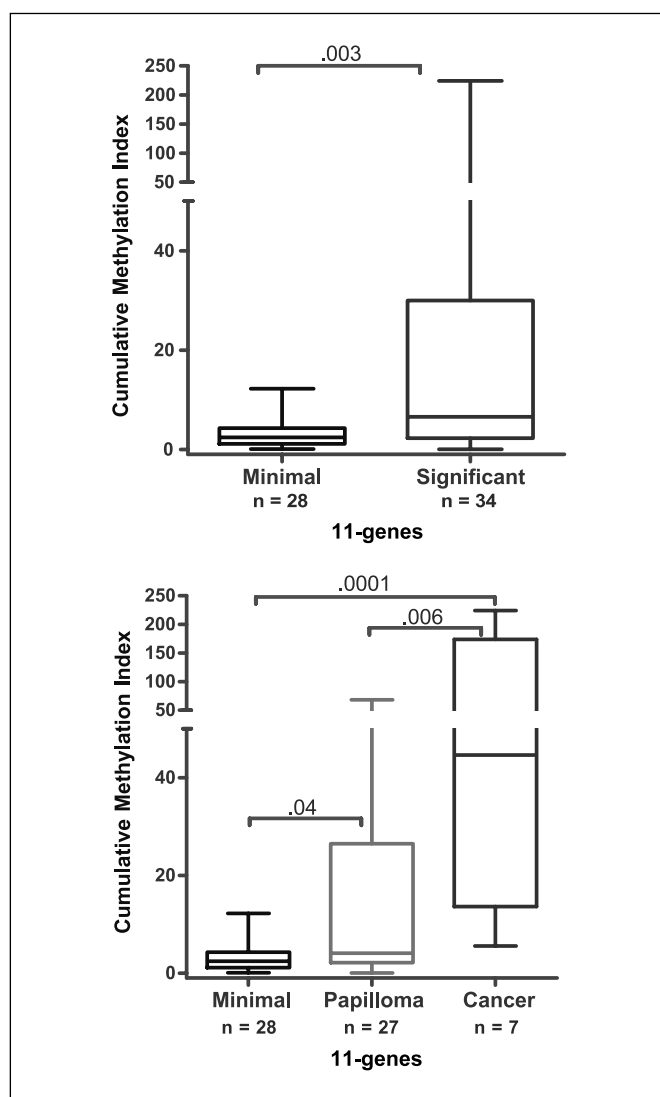 .003
250
200
150
100
50
40
20
0
Cumulative Methylation Index
Minimal
Significant
n = 28
n = 34
11-genes
.0001
.006
250
200
150
100
50
40
20
0
Cumulative Methylation Index
.04
Minimal
Papilloma
Cancer
n = 28
n = 27
n = 7
11-genes